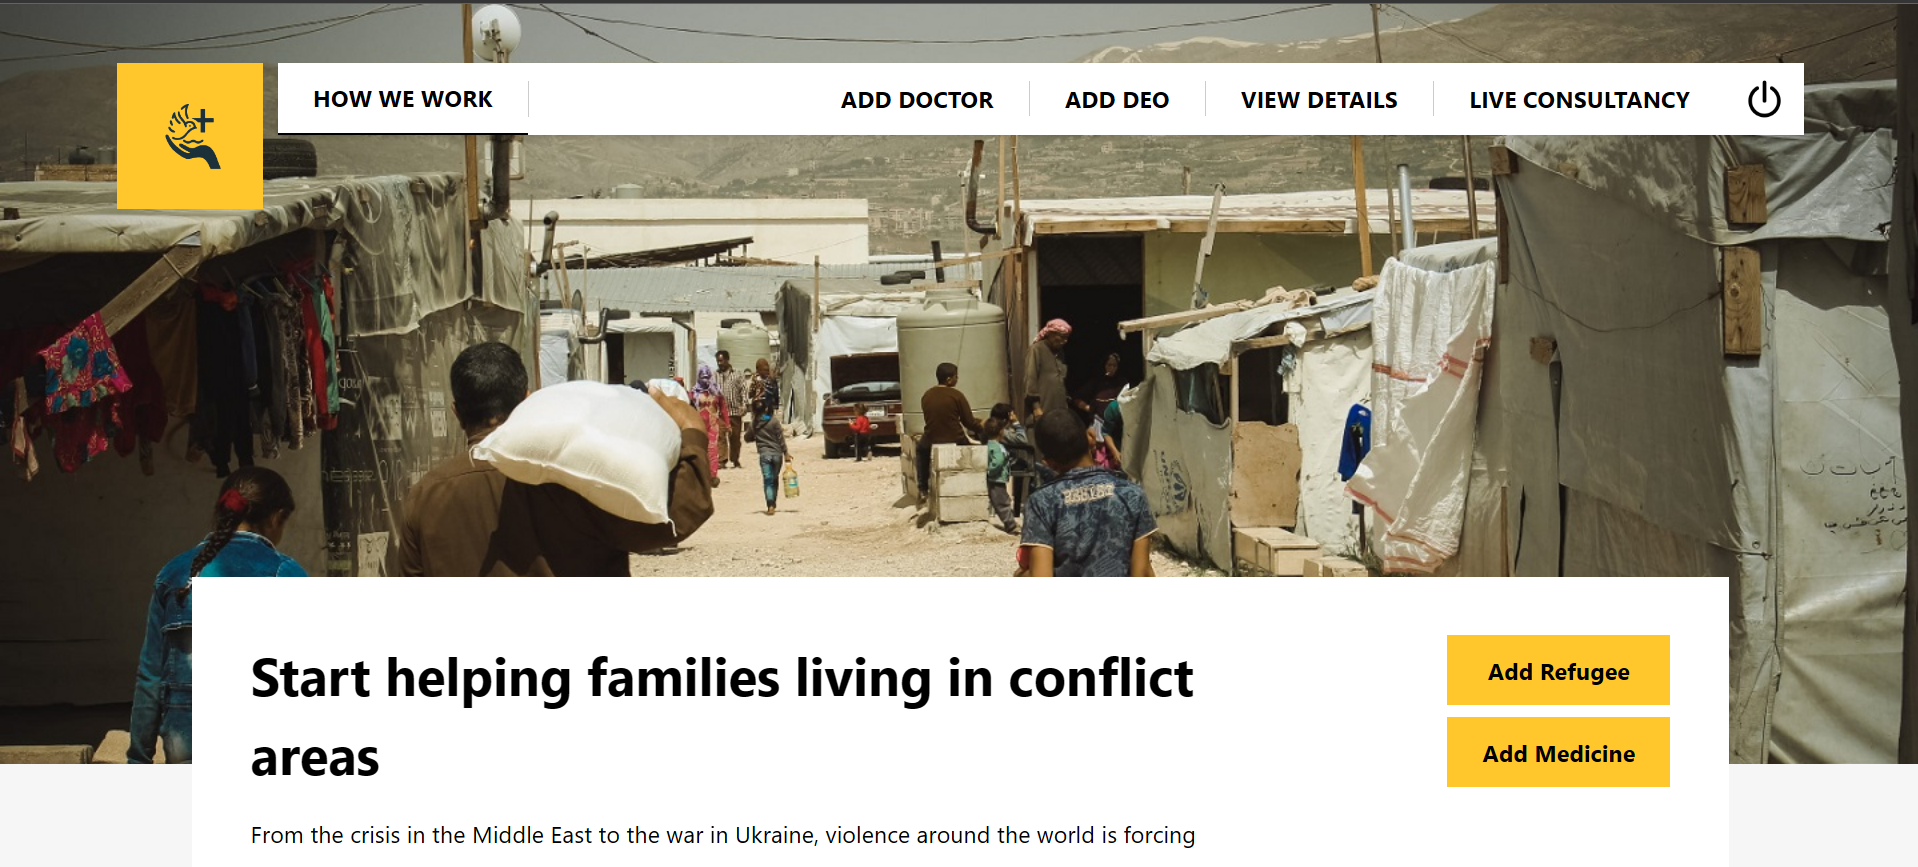 HOW WE WORK
ADD DOCTOR
ADD DEO
VIEW DETAILS
LIVE CONSULTANCY
Start helping families living in conflict
areas
Add Refugee
Add Medicine
From the crisis in the Middle East to the war in Ukraine, violence around the world is forcing